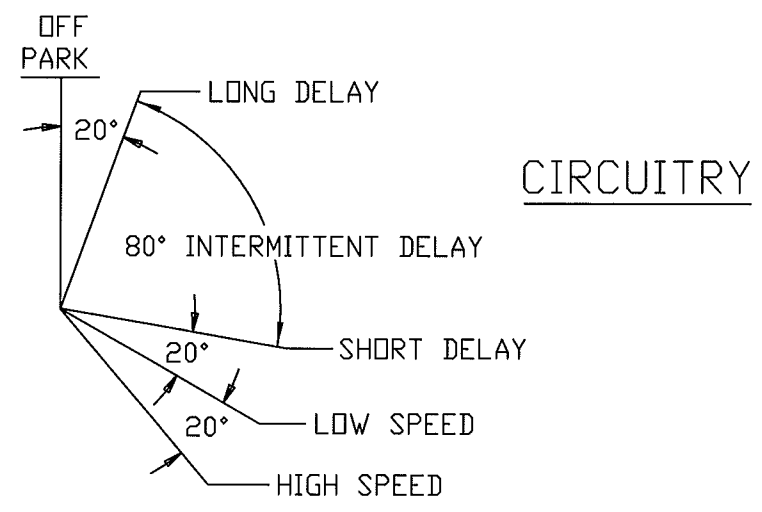 OFF
PARK
LONG DELAY
20°
CIRCUITRY
80° INTERMITTENT DELAY
SHORT DELAY
20°
LOW SPEED
20°
HIGH SPEED